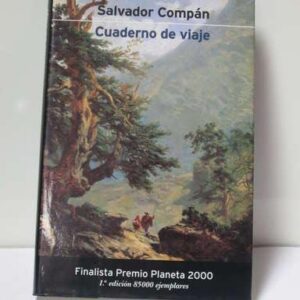 Salvador Compán
Cuaderno de viaje
Finalista Premio Planeta 2000
1.ª edición 85000 ejemplares